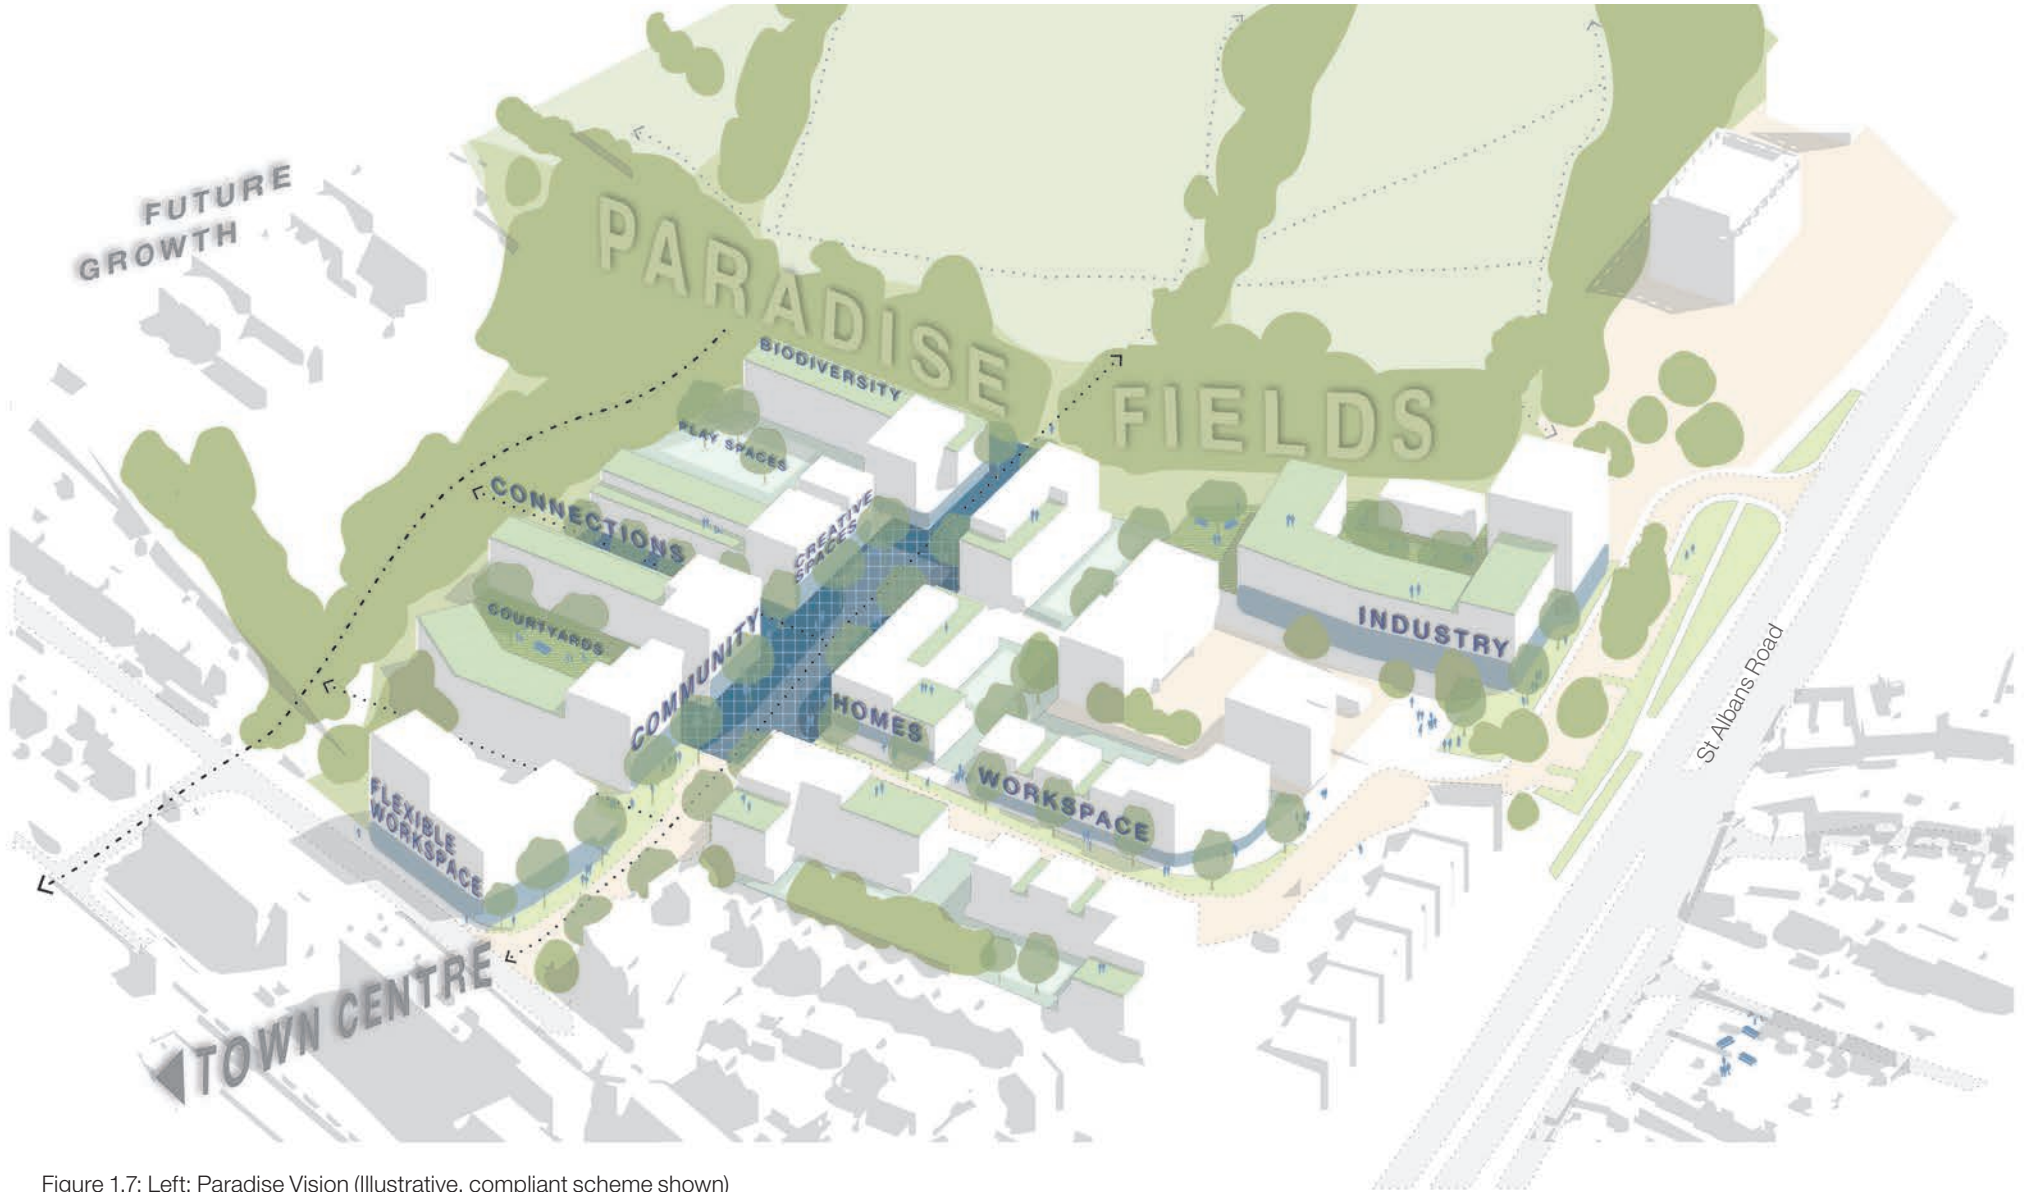 FUTURE
GROWTH
PARADISE
FIELDS
BIODIVERSITY
PLAY SPACES
CONNECTIONS
CREATIVE
SPACES
COURTYARDS
COMMUNITY
INDUSTRY
HOMES
WORKSPACE
FLEXIBLE
WORKSPACE
St Albans Road
TOWN CENTRE
Figure 1.7: Left: Paradise Vision (Illustrative, compliant scheme shown)